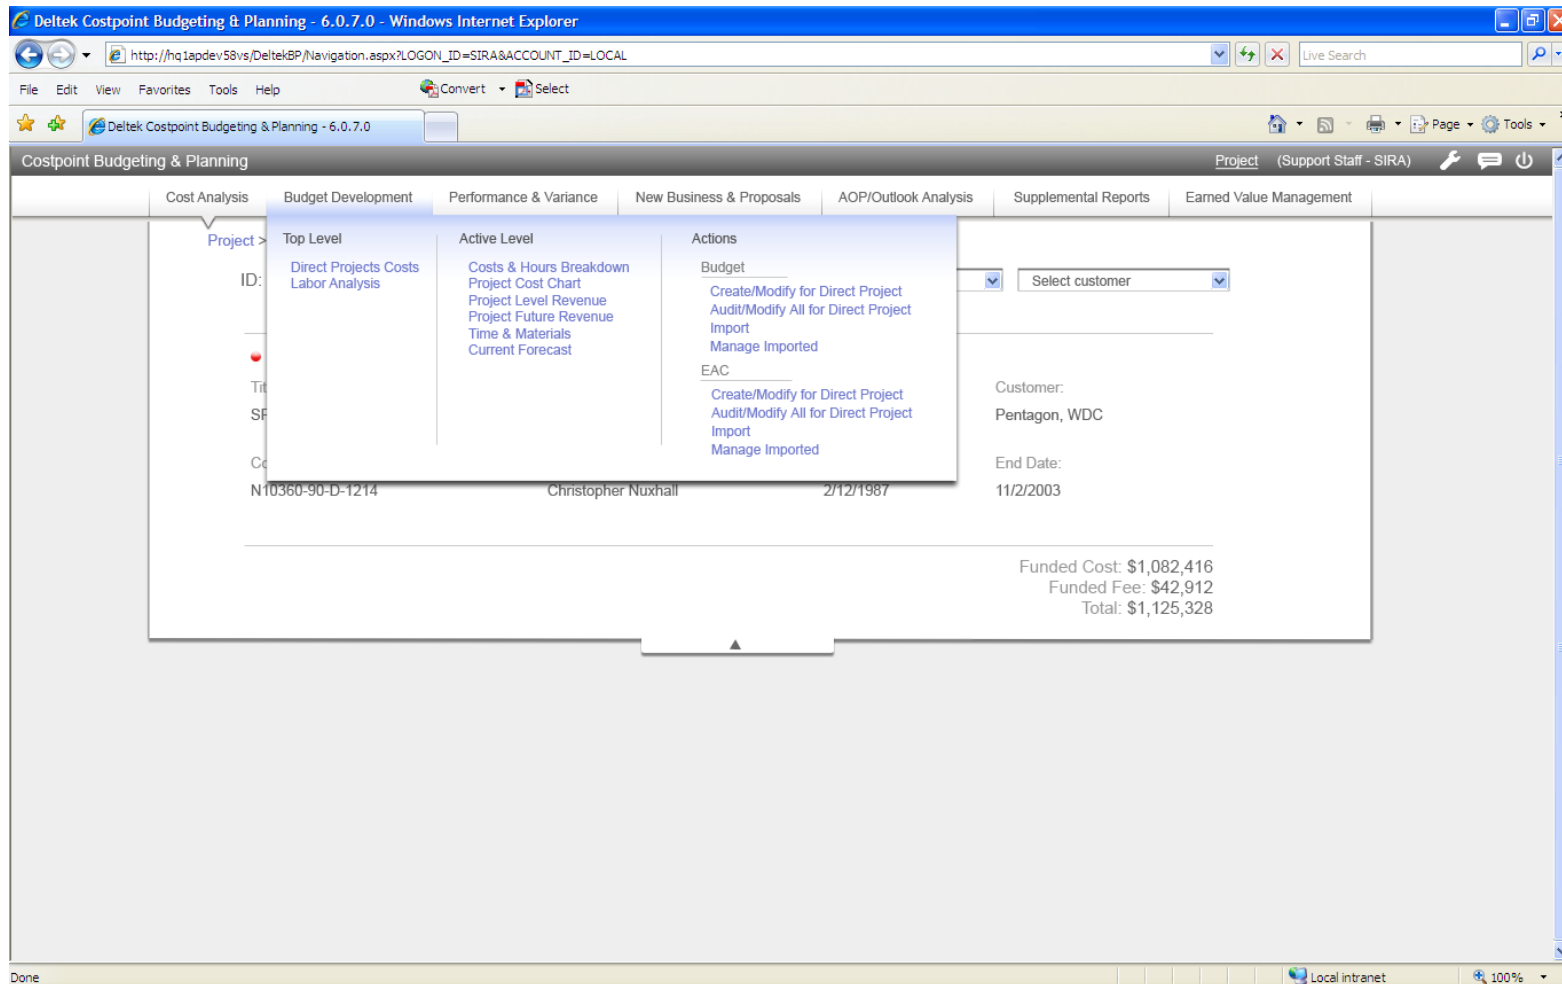 Deltek Costpoint Budgeting & Planning - 6.0.7.0 - Windows Internet Explorer
http://hq1apdev58vs/DeltekBP/Navigation.aspx?LOGON_ID=SIRA&ACCOUNT_ID=LOCAL
Live Search
File Edit View Favorites Tools Help
Convert Select
Deltek Costpoint Budgeting & Planning - 6.0.7.0
Page Tools
Costpoint Budgeting & Planning
Project (Support Staff - SIRA)
Cost Analysis Budget Development Performance & Variance New Business & Proposals AOP/Outlook Analysis Supplemental Reports Earned Value Management
Project >
ID:
Select customer
Top Level
Direct Projects Costs
Labor Analysis
Active Level
Costs & Hours Breakdown
Project Cost Chart
Project Level Revenue
Project Future Revenue
Time & Materials
Current Forecast
Actions
Budget
Create/Modify for Direct Project
Audit/Modify All for Direct Project
Import
Manage Imported
EAC
Create/Modify for Direct Project
Audit/Modify All for Direct Project
Import
Manage Imported
Customer:
Pentagon, WDC
End Date:
N10360-90-D-1214 Christopher Nuxhall 2/12/1987 11/2/2003
Funded Cost: $1,082,416
Funded Fee: $42,912
Total: $1,125,328
Done
Local intranet
100%